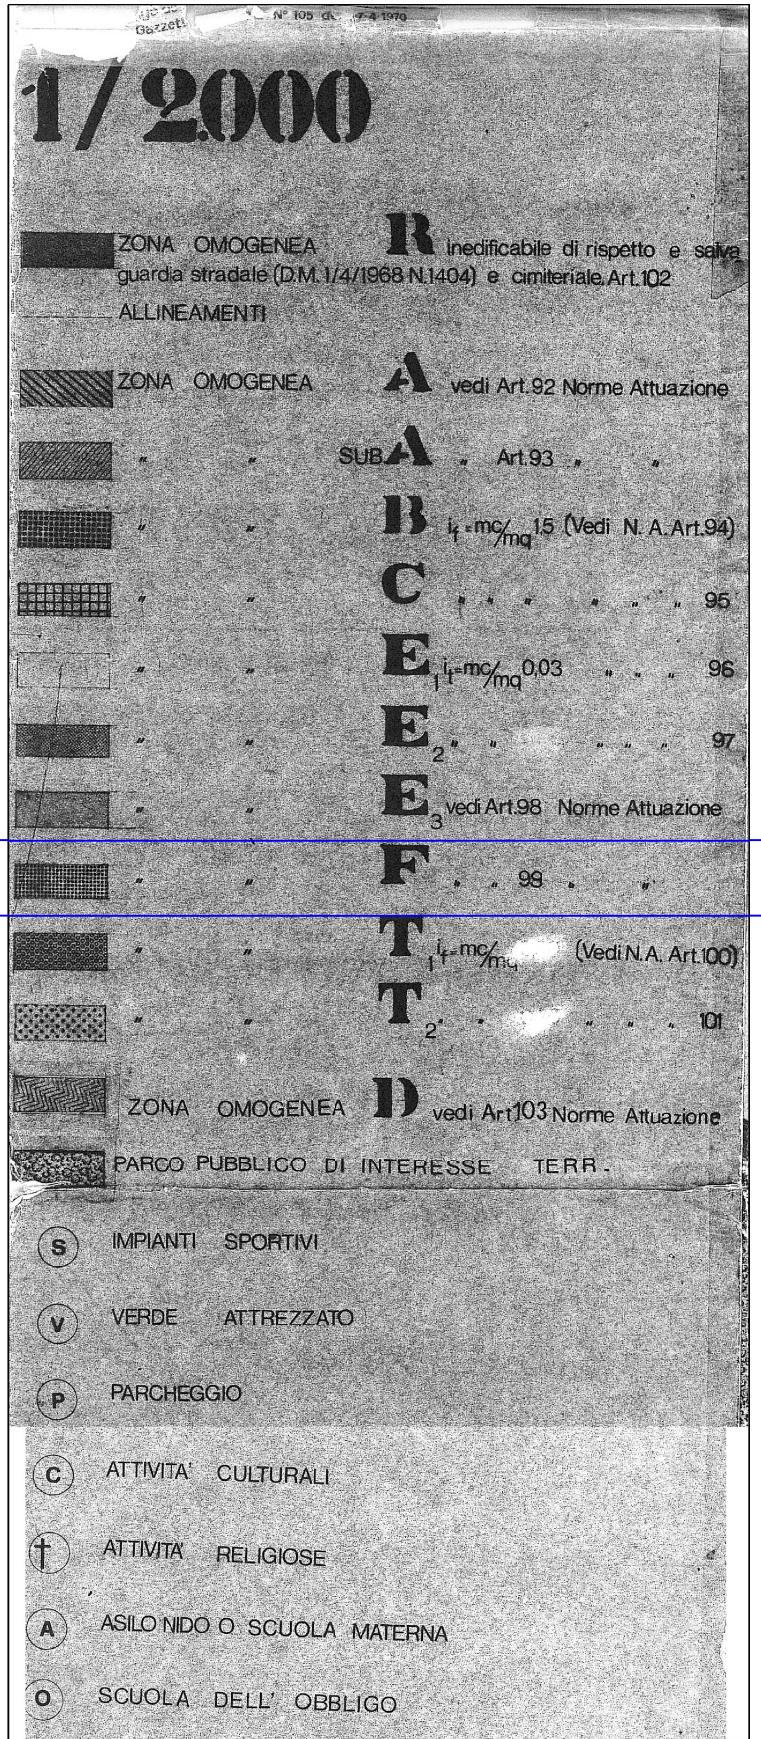 Gazzett N° 105 del 7-4-1970
1/2000
ZONA OMOGENEA R Inedificabile di rispetto e salva
guardia stradale (D.M. 1/4/1968 N.1404) e cimiteriale.Art.102
ALLINEAMENTI
ZONA OMOGENEA A vedi Art.92 Norme Attuazione
" " SUB.A " Art.93 " "
" " B if=mc/mq 1,5 (Vedi N.A.Art.94)
" " C " " " " " " 95
" " E1 if=mc/mq 0,03 " " " 96
" " E2 " " " " " 97
" " E3 vedi Art.98 Norme Attuazione
" " F " " 99 " "
" " T1 if=mc/mq (Vedi N.A. Art.100)
" " T2 " " " " " 101
ZONA OMOGENEA D vedi Art.103 Norme Attuazione
PARCO PUBBLICO DI INTERESSE TERR.
S IMPIANTI SPORTIVI
V VERDE ATTREZZATO
P PARCHEGGIO
C ATTIVITA' CULTURALI
† ATTIVITA' RELIGIOSE
A ASILO NIDO O SCUOLA MATERNA
O SCUOLA DELL' OBBLIGO